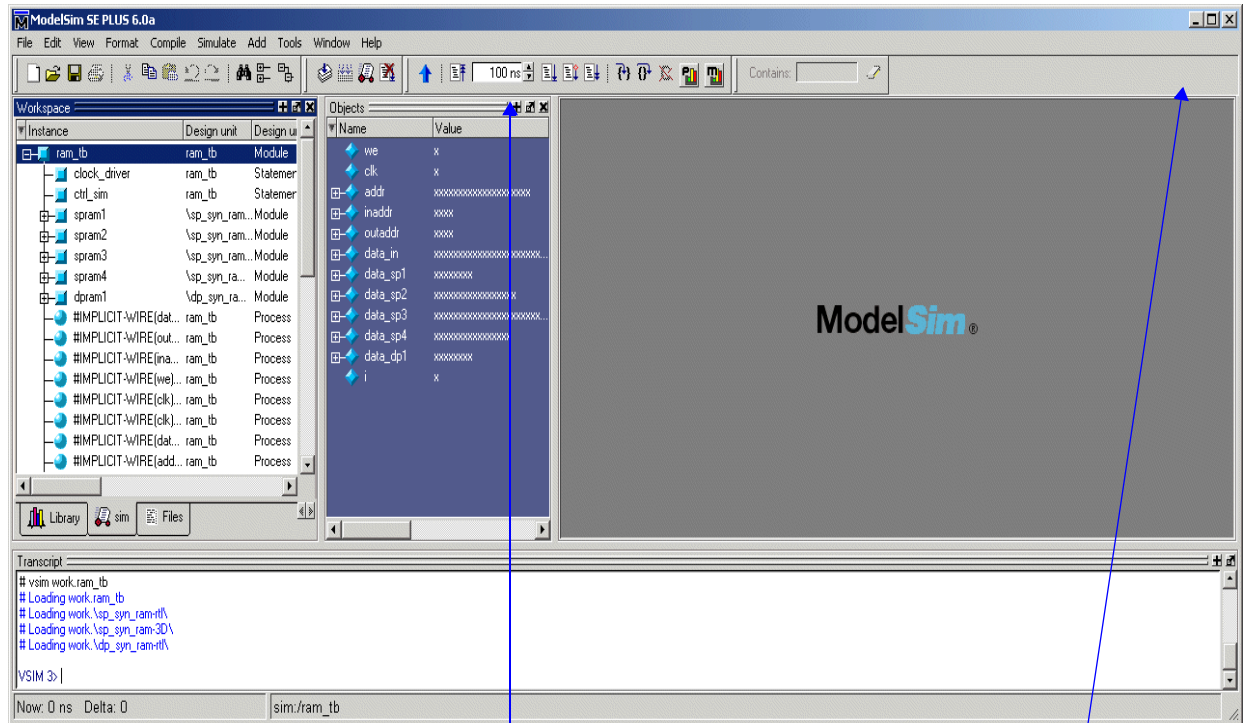 ModelSim SE PLUS 6.0a
File Edit View Format Compile Simulate Add Tools Window Help
100 ns
Contains:
Workspace
Instance Design unit Design u
ram_tb ram_tb Module
clock_driver ram_tb Statemer
ctrl_sim ram_tb Statemer
spram1 \sp_syn_ram... Module
spram2 \sp_syn_ram... Module
spram3 \sp_syn_ram... Module
spram4 \sp_syn_ra... Module
dpram1 \dp_syn_ra... Module
#IMPLICIT-WIRE(dat... ram_tb Process
#IMPLICIT-WIRE(out... ram_tb Process
#IMPLICIT-WIRE(ina... ram_tb Process
#IMPLICIT-WIRE(we)... ram_tb Process
#IMPLICIT-WIRE(clk)... ram_tb Process
#IMPLICIT-WIRE(clk)... ram_tb Process
#IMPLICIT-WIRE(dat... ram_tb Process
#IMPLICIT-WIRE(add... ram_tb Process
Library sim Files
Objects
Name Value
we x
clk x
addr xxxxxxxxxxxxxxxxxxxx
inaddr xxxx
outaddr xxxx
data_in xxxxxxxxxxxxxxxxxxxxxx...
data_sp1 xxxxxxxx
data_sp2 xxxxxxxxxxxxxxxxx
data_sp3 xxxxxxxxxxxxxxxxxxxxxx...
data_sp4 xxxxxxxxxxxxxxxx
data_dp1 xxxxxxxx
i x
ModelSim ®
Transcript
# vsim work.ram_tb
# Loading work.ram_tb
# Loading work.\sp_syn_ram-rtl\
# Loading work.\sp_syn_ram-3D\
# Loading work.\dp_syn_ram-rtl\
VSIM 3>
Now: 0 ns Delta: 0 sim:/ram_tb